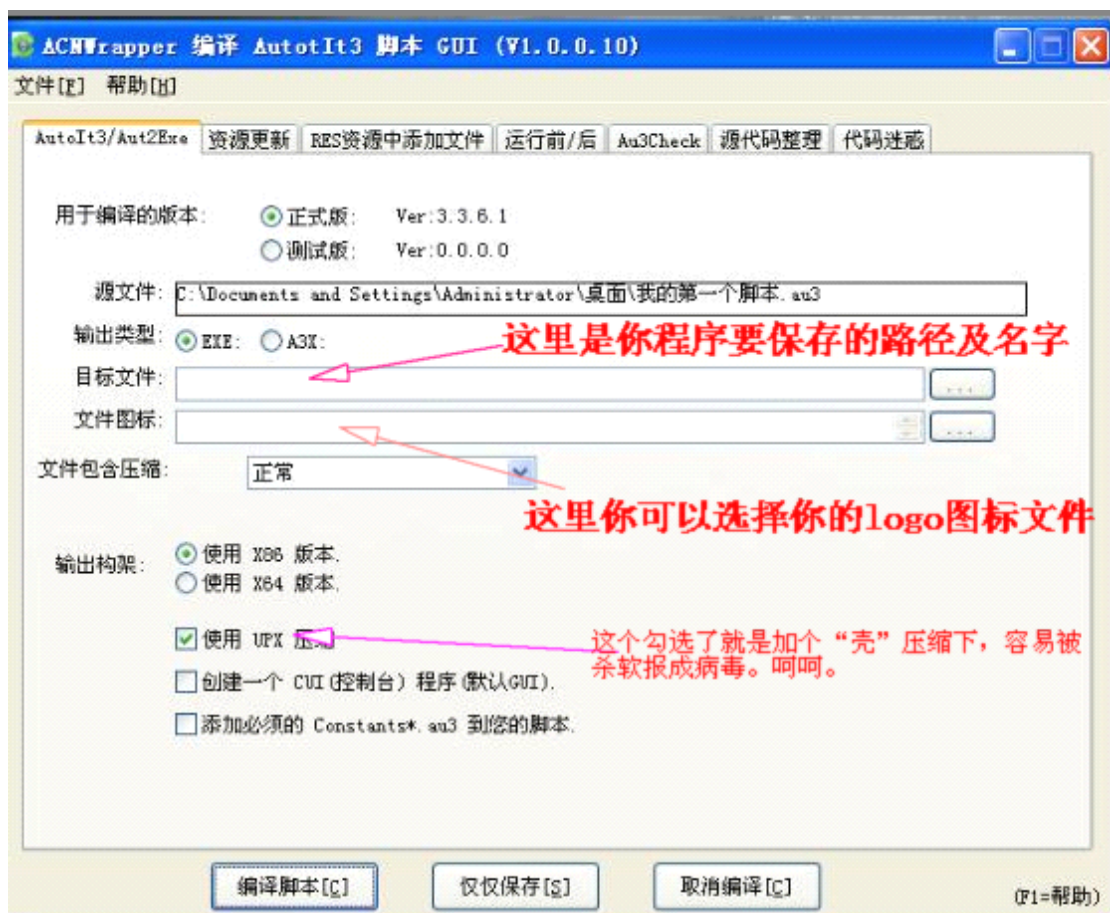 ACNWrapper 编译 AutotIt3 脚本 GUI (V1.0.0.10)
文件[F] 帮助[H]
AutoIt3/Aut2Exe 资源更新 RES资源中添加文件 运行前/后 Au3Check 源代码整理 代码迷惑
用于编译的版本: 正式版: Ver:3.3.6.1
测试版: Ver:0.0.0.0
源文件: C:\Documents and Settings\Administrator\桌面\我的第一个脚本.au3
输出类型: EXE: A3X: 这里是你程序要保存的路径及名字
目标文件: ...
文件图标: ...
文件包含压缩: 正常
这里你可以选择你的logo图标文件
输出构架: 使用 X86 版本.
使用 X64 版本.
使用 UPX 压缩 这个勾选了就是加个“壳”压缩下，容易被
杀软报成病毒。呵呵。
创建一个 CUI(控制台) 程序(默认GUI).
添加必须的 Constants*.au3 到您的脚本.
编译脚本[C] 仅仅保存[S] 取消编译[C] (F1=帮助)